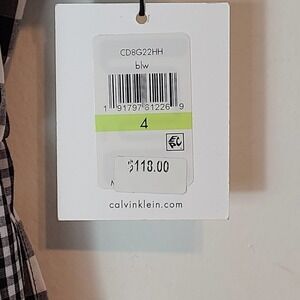 CD8G22HH
blw
1 91797 81226 9
4
$118.00
calvinklein.com